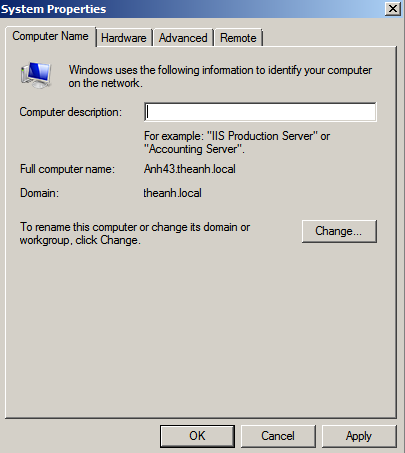 System Properties
Computer Name Hardware Advanced Remote
Windows uses the following information to identify your computer
on the network.
Computer description:
For example: "IIS Production Server" or
"Accounting Server".
Full computer name: Anh43.theanh.local
Domain: theanh.local
To rename this computer or change its domain or
workgroup, click Change.
Change...
OK Cancel Apply